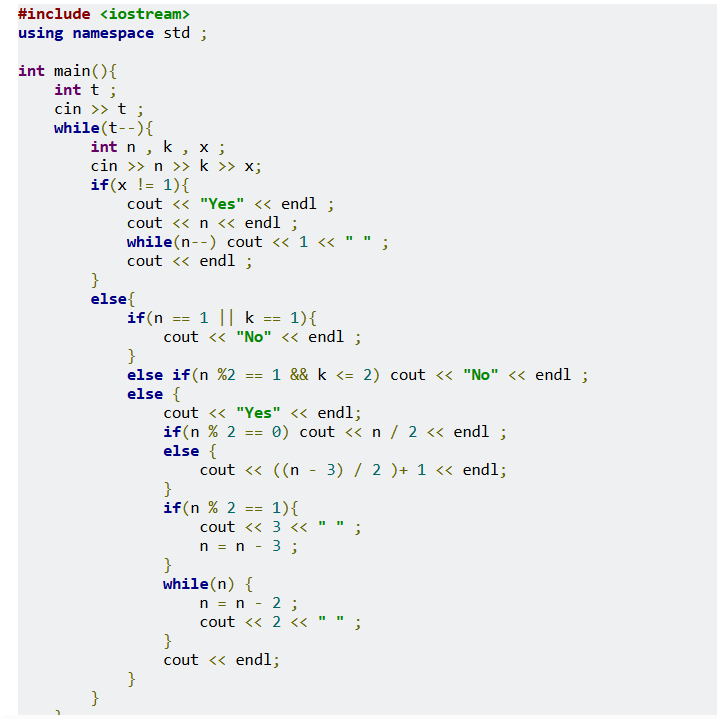 #include <iostream>
using namespace std ;

int main(){
    int t ;
    cin >> t ;
    while(t--){
        int n , k , x ;
        cin >> n >> k >> x;
        if(x != 1){
            cout << "Yes" << endl ;
            cout << n << endl ;
            while(n--) cout << 1 << " " ;
            cout << endl ;
        }
        else{
            if(n == 1 || k == 1){
                cout << "No" << endl ;
            }
            else if(n %2 == 1 && k <= 2) cout << "No" << endl ;
            else {
                cout << "Yes" << endl;
                if(n % 2 == 0) cout << n / 2 << endl ;
                else {
                    cout << ((n - 3) / 2 )+ 1 << endl;
                }
                if(n % 2 == 1){
                    cout << 3 << " " ;
                    n = n - 3 ;
                }
                while(n) {
                    n = n - 2 ;
                    cout << 2 << " " ;
                }
                cout << endl;
            }
        }